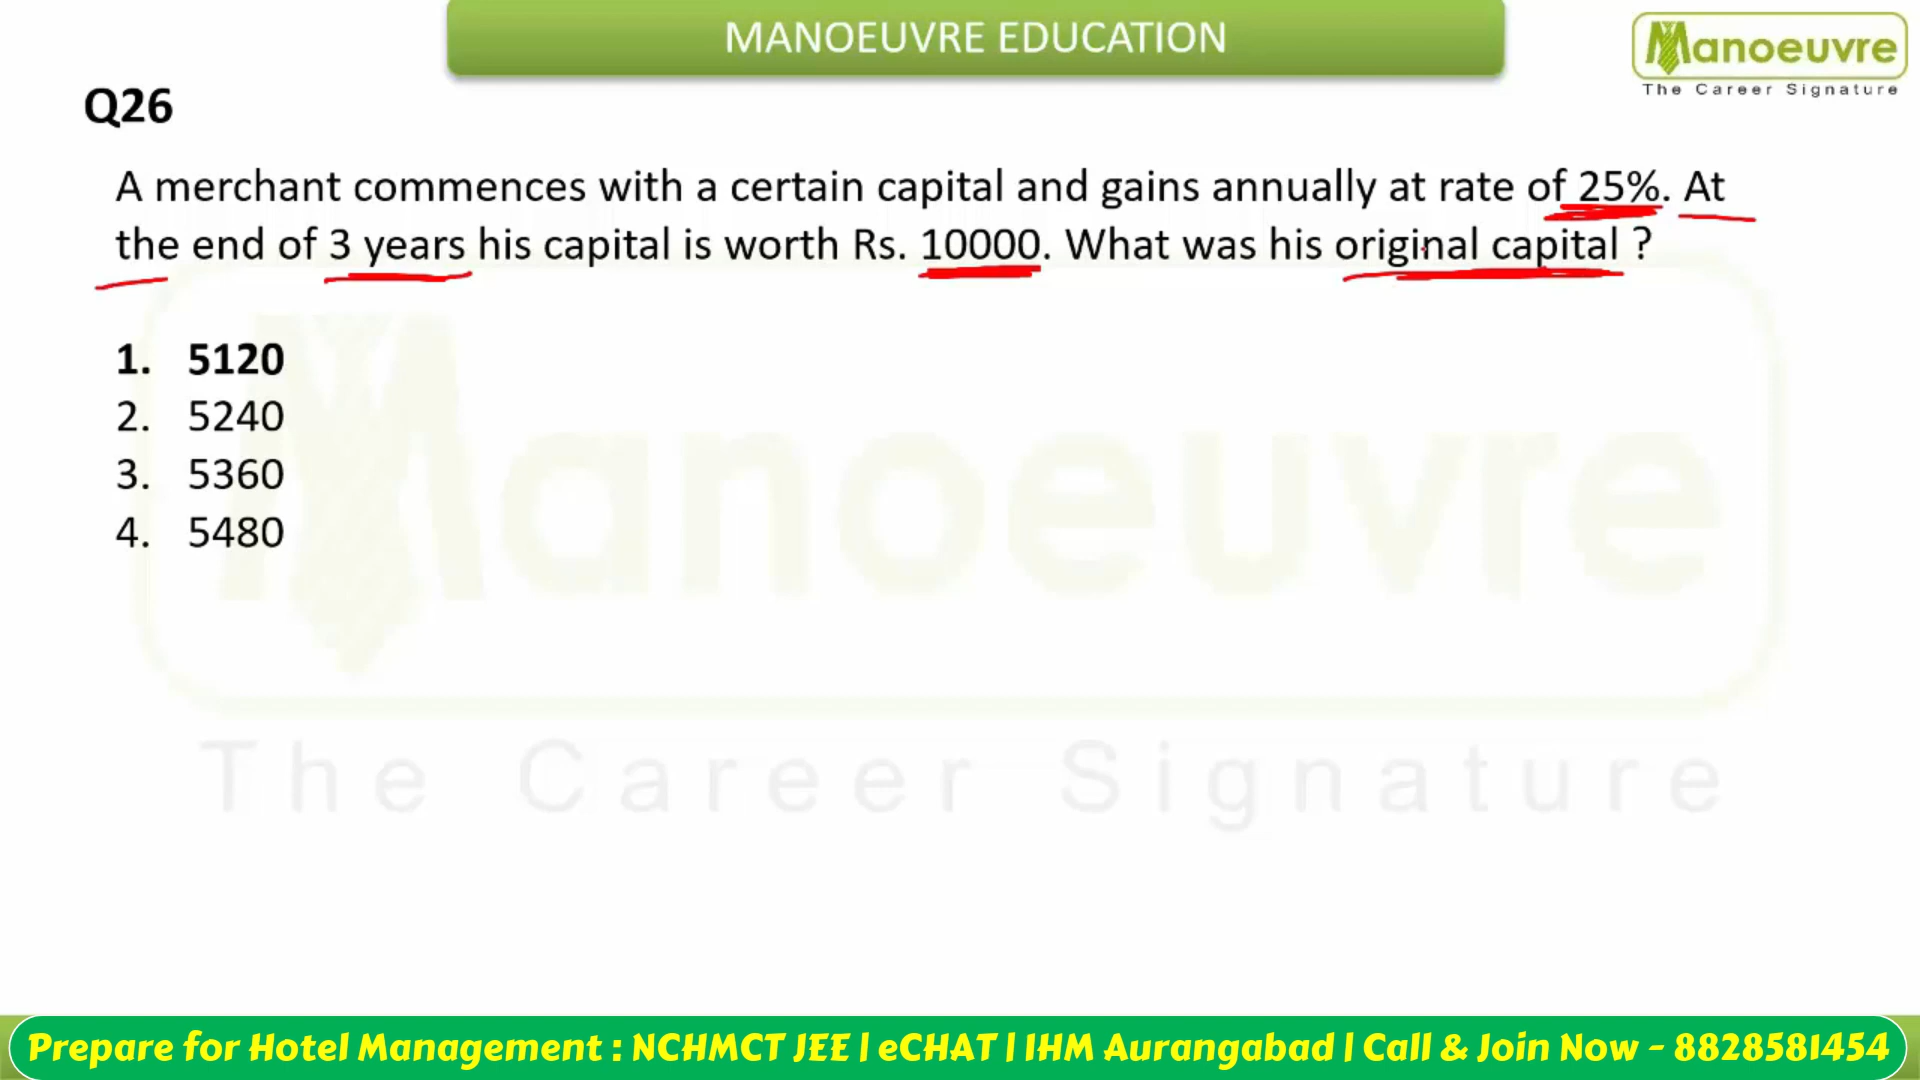 MANOEUVRE EDUCATION
Manoeuvre
The Career Signature
Q26
A merchant commences with a certain capital and gains annually at rate of 25%. At
the end of 3 years his capital is worth Rs. 10000. What was his original capital ?
1. 5120
2. 5240
3. 5360
4. 5480
Manoeuvre
The Career Signature
Prepare for Hotel Management : NCHMCT JEE | eCHAT | IHM Aurangabad | Call & Join Now - 8828581454